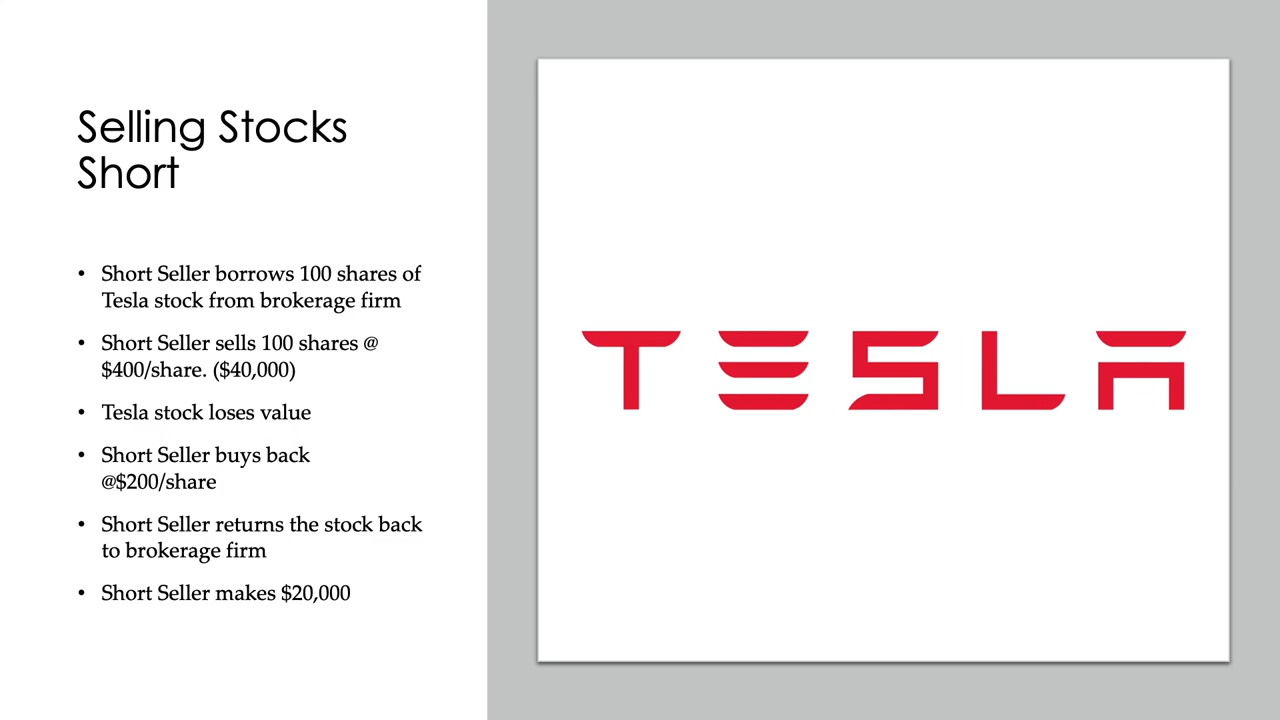 Selling Stocks
Short
• Short Seller borrows 100 shares of
Tesla stock from brokerage firm
• Short Seller sells 100 shares @
$400/share. ($40,000)
• Tesla stock loses value
• Short Seller buys back
@$200/share
• Short Seller returns the stock back
to brokerage firm
• Short Seller makes $20,000
TESLA